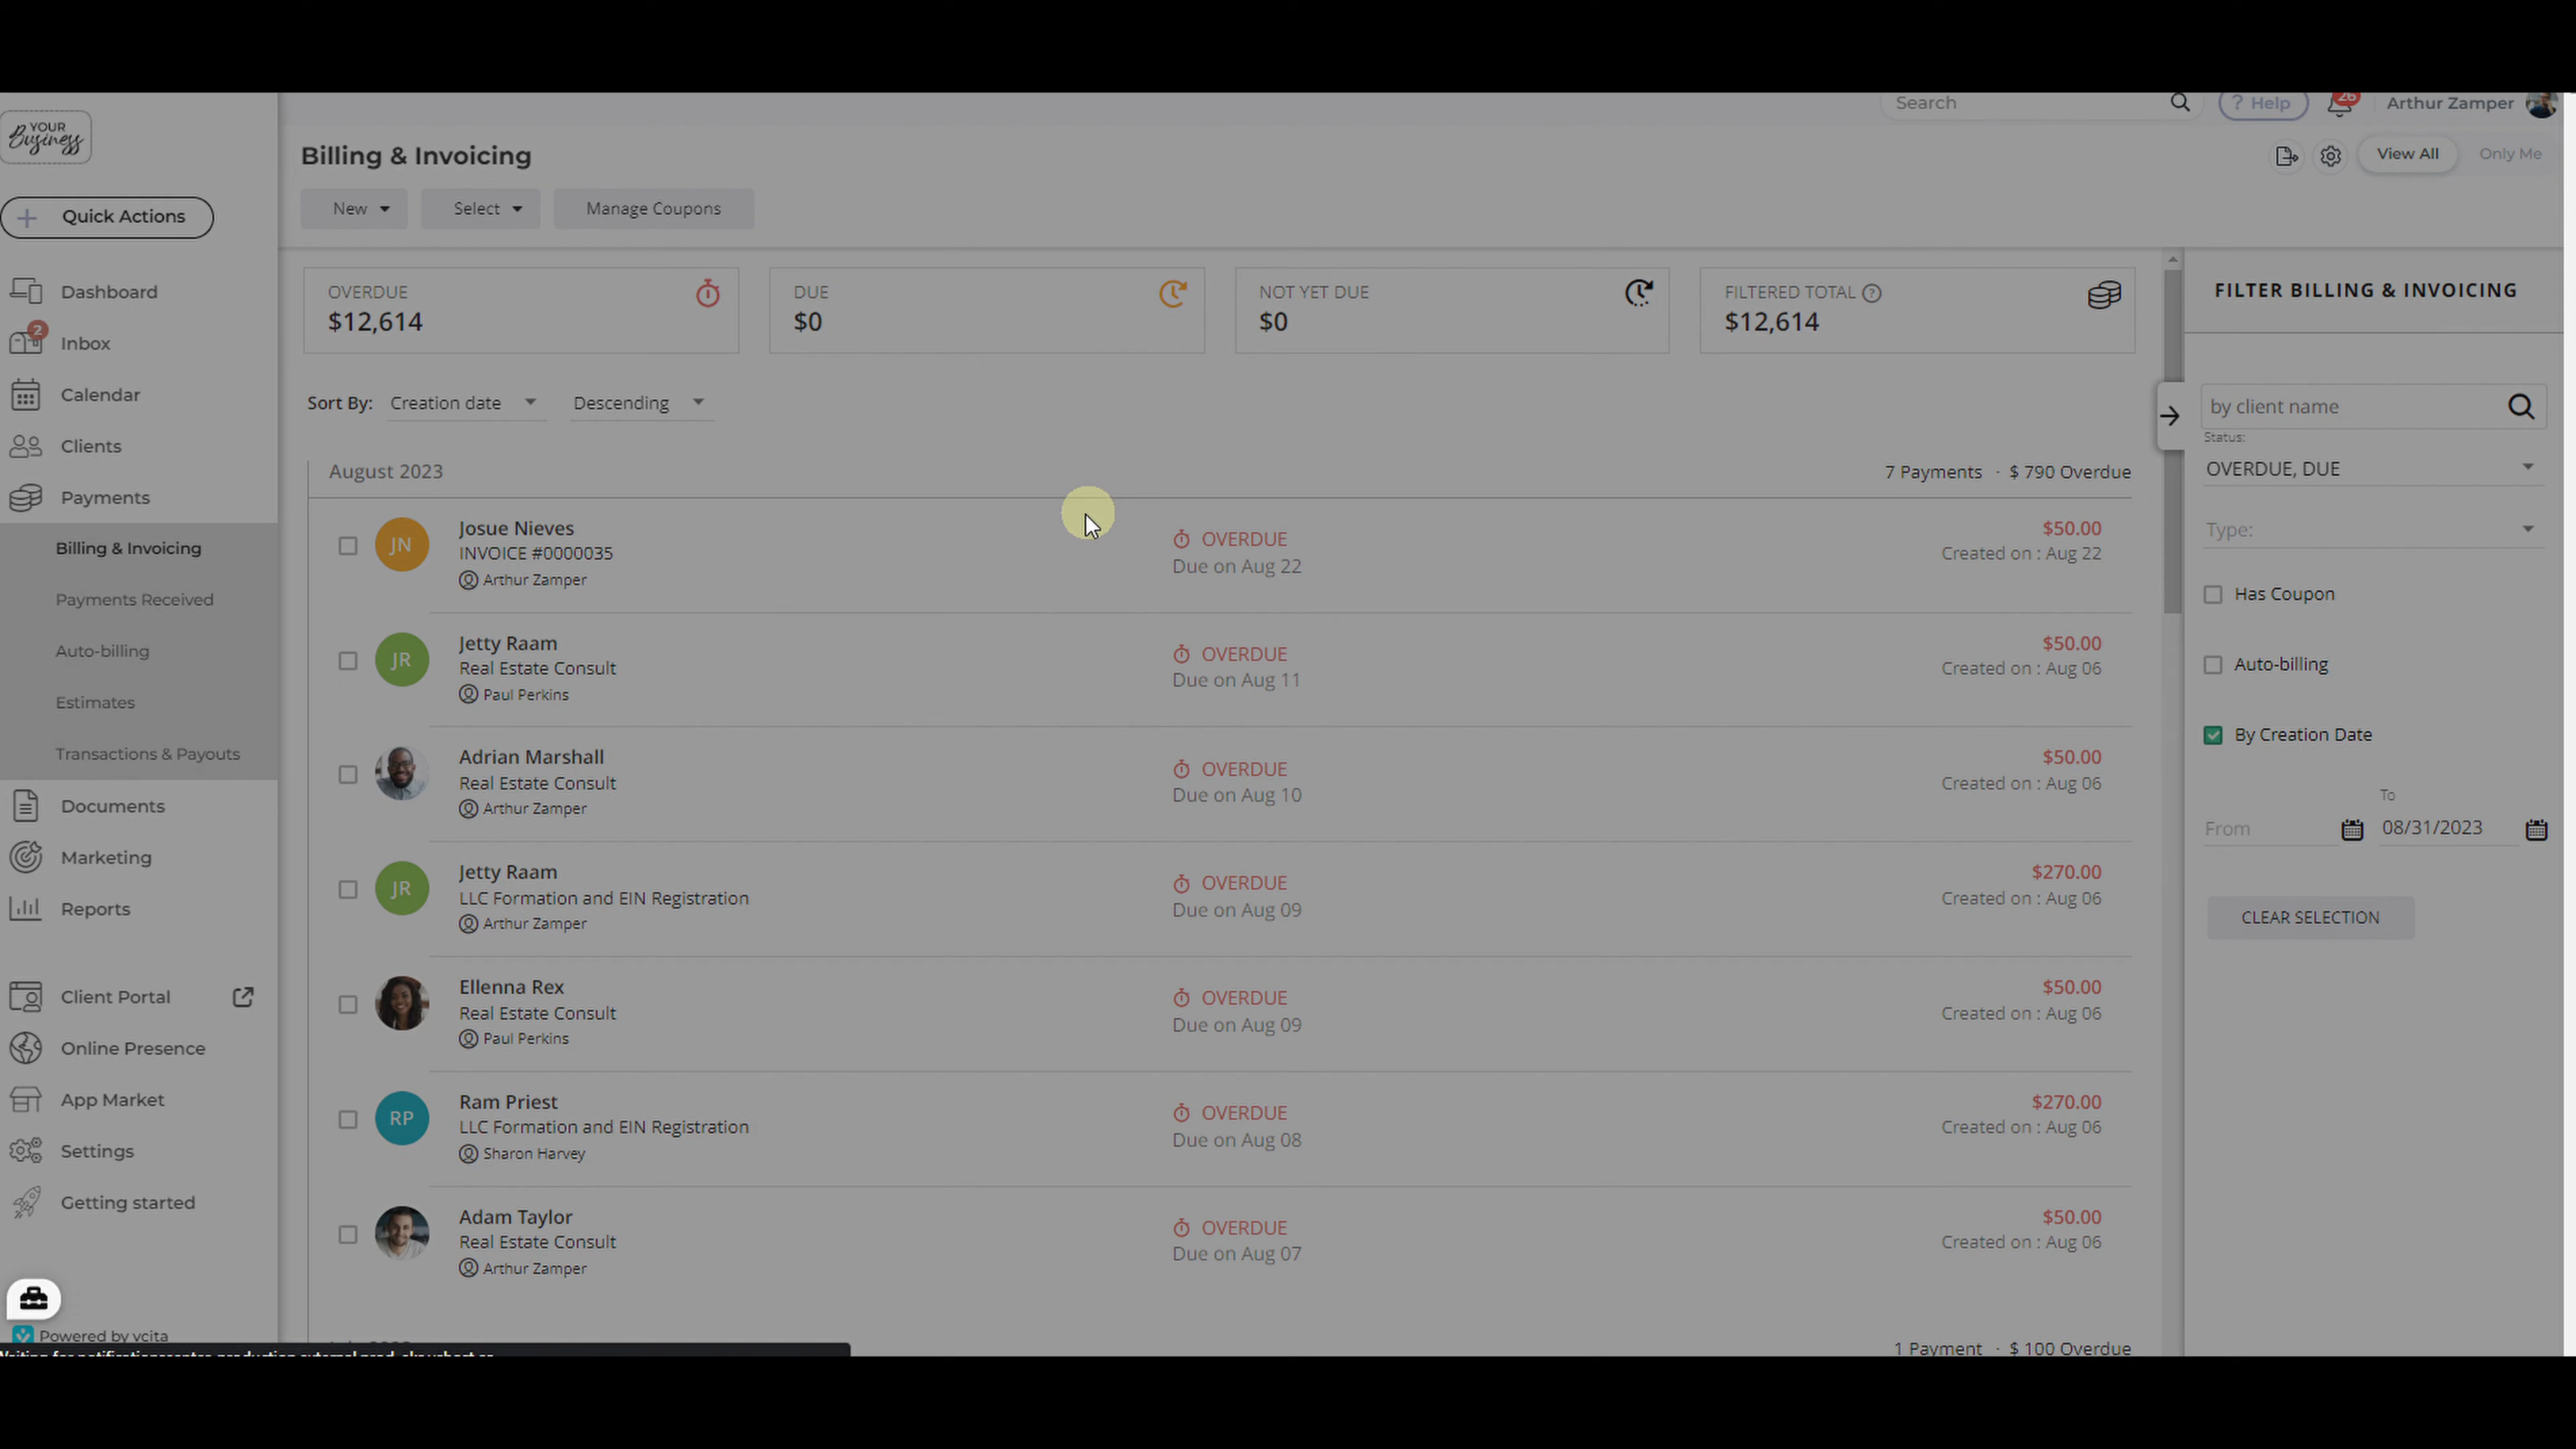 YOUR
Business
Search
? Help
26
Arthur Zamper
Billing & Invoicing
View All
Only Me
Quick Actions
New
Select
Manage Coupons
Dashboard
2
Inbox
Calendar
Clients
Payments
Billing & Invoicing
Payments Received
Auto-billing
Estimates
Transactions & Payouts
Documents
Marketing
Reports
Client Portal
Online Presence
App Market
Settings
Getting started
Powered by vcita
OVERDUE
$12,614
DUE
$0
NOT YET DUE
$0
FILTERED TOTAL ?
$12,614
Sort By: Creation date Descending
August 2023
7 Payments · $ 790 Overdue
JN
Josue Nieves
INVOICE #0000035
Arthur Zamper
OVERDUE
Due on Aug 22
$50.00
Created on : Aug 22
JR
Jetty Raam
Real Estate Consult
Paul Perkins
OVERDUE
Due on Aug 11
$50.00
Created on : Aug 06
Adrian Marshall
Real Estate Consult
Arthur Zamper
OVERDUE
Due on Aug 10
$50.00
Created on : Aug 06
JR
Jetty Raam
LLC Formation and EIN Registration
Arthur Zamper
OVERDUE
Due on Aug 09
$270.00
Created on : Aug 06
Ellenna Rex
Real Estate Consult
Paul Perkins
OVERDUE
Due on Aug 09
$50.00
Created on : Aug 06
RP
Ram Priest
LLC Formation and EIN Registration
Sharon Harvey
OVERDUE
Due on Aug 08
$270.00
Created on : Aug 06
Adam Taylor
Real Estate Consult
Arthur Zamper
OVERDUE
Due on Aug 07
$50.00
Created on : Aug 06
1 Payment · $ 100 Overdue
FILTER BILLING & INVOICING
by client name
Status:
OVERDUE, DUE
Type:
Has Coupon
Auto-billing
By Creation Date
To
From
08/31/2023
CLEAR SELECTION